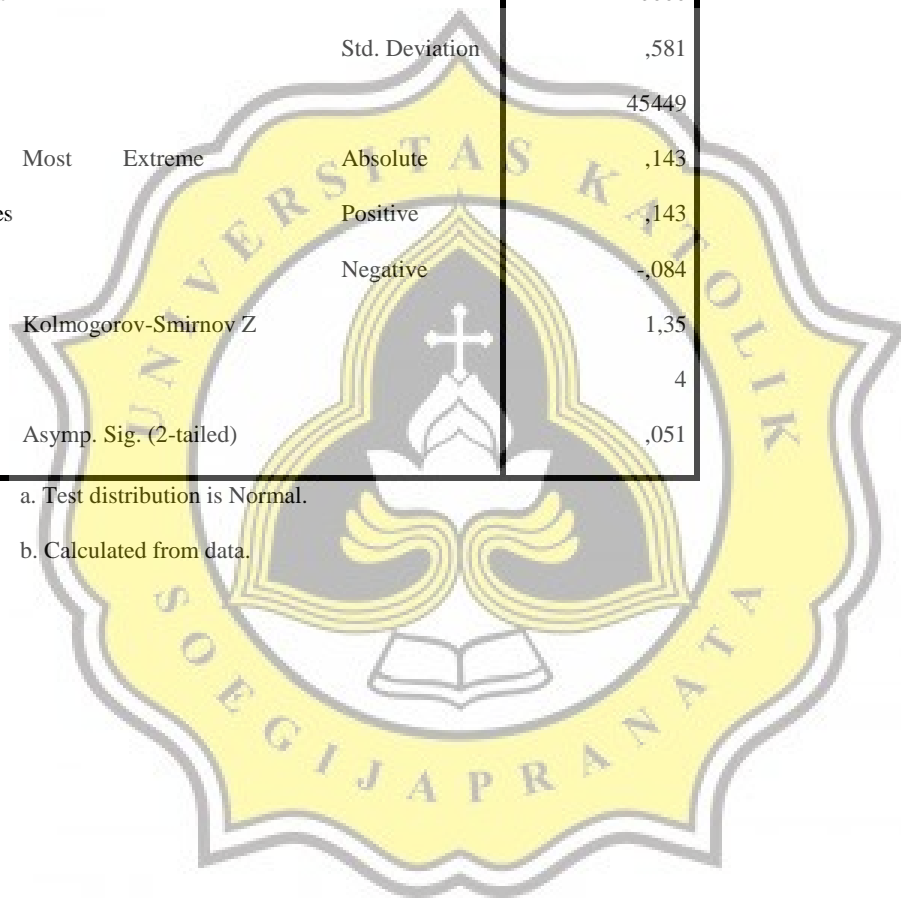 Std. Deviation ,581
45449
Most Extreme Absolute ,143
es Positive ,143
Negative -,084
Kolmogorov-Smirnov Z 1,35
4
Asymp. Sig. (2-tailed) ,051
a. Test distribution is Normal.
b. Calculated from data.
UNIVERSITAS KATOLIK
SOEGIJAPRANATA